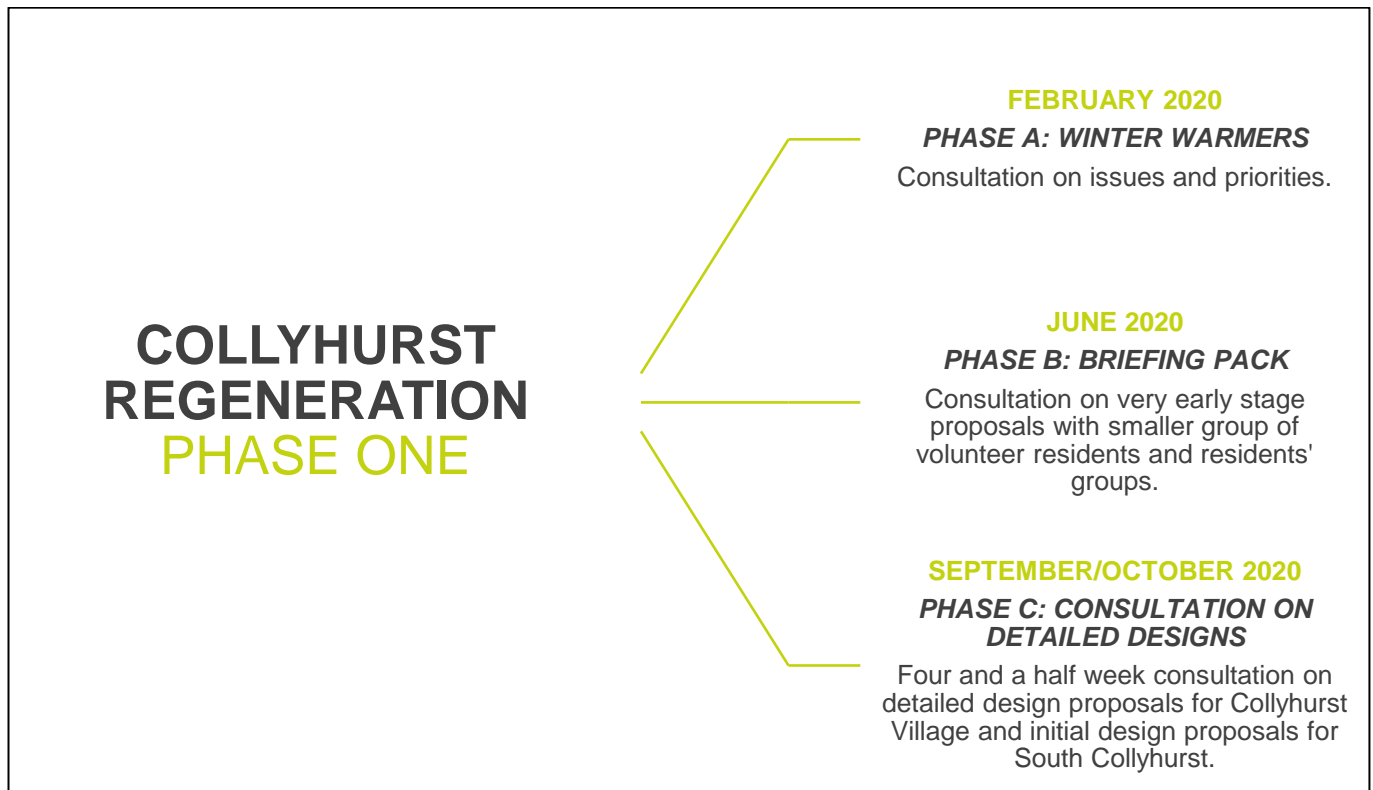 COLLYHURST
REGENERATION
PHASE ONE
FEBRUARY 2020
PHASE A: WINTER WARMERS
Consultation on issues and priorities.
JUNE 2020
PHASE B: BRIEFING PACK
Consultation on very early stage
proposals with smaller group of
volunteer residents and residents'
groups.
SEPTEMBER/OCTOBER 2020
PHASE C: CONSULTATION ON
DETAILED DESIGNS
Four and a half week consultation on
detailed design proposals for Collyhurst
Village and initial design proposals for
South Collyhurst.